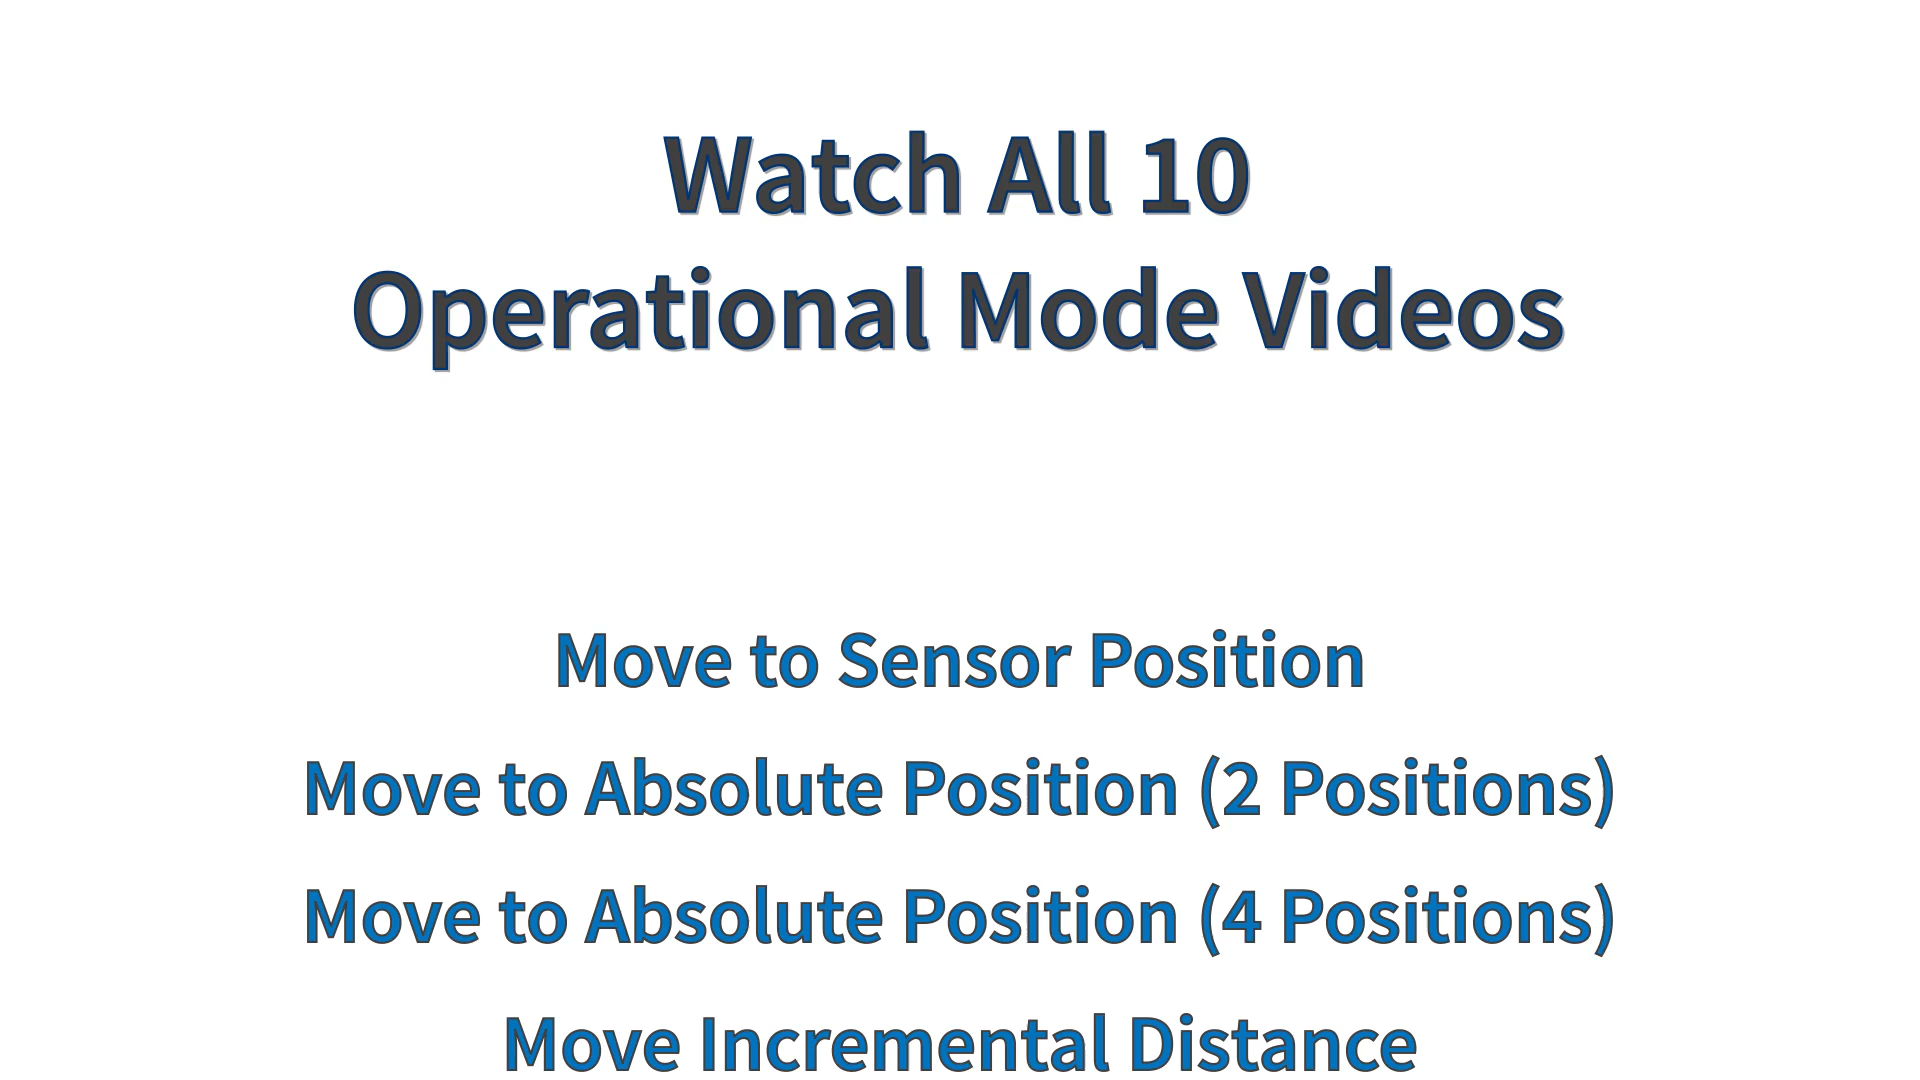 Watch All 10
Operational Mode Videos
Move to Sensor Position
Move to Absolute Position (2 Positions)
Move to Absolute Position (4 Positions)
Move Incremental Distance